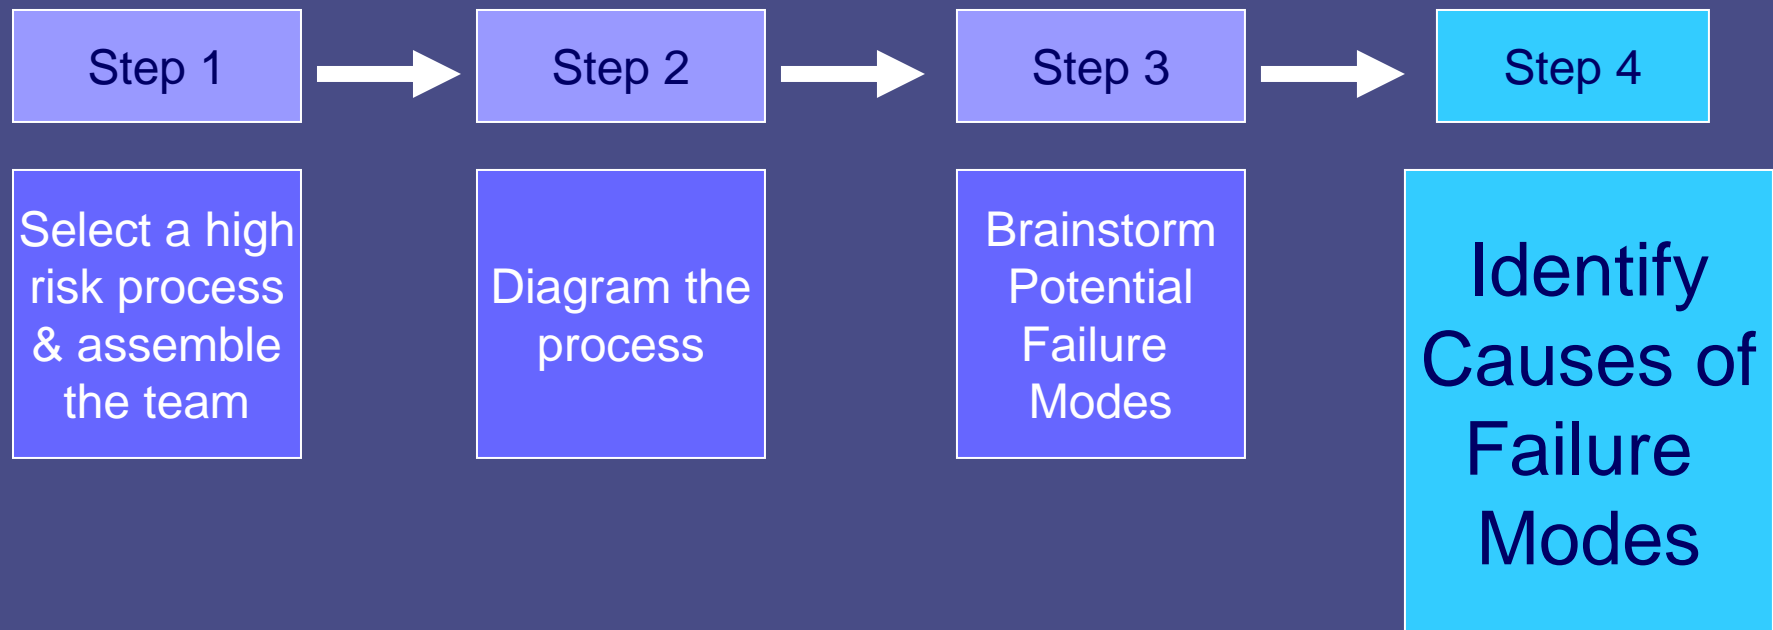 Step 1
Step 2
Step 3
Step 4
Select a high
risk process
& assemble
the team
Diagram the
process
Brainstorm
Potential
Failure
Modes
Identify
Causes of
Failure
Modes